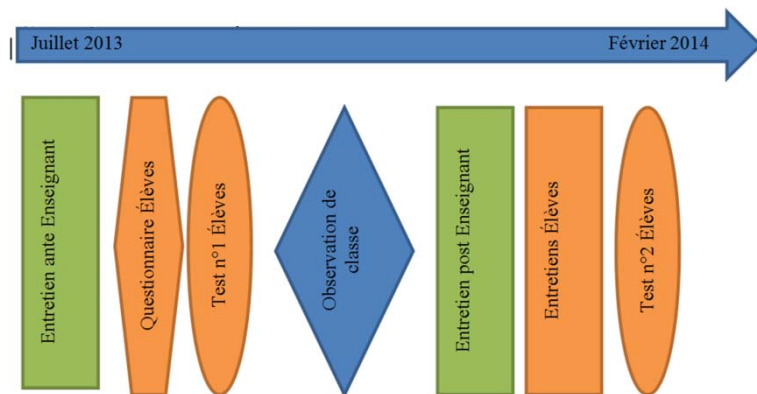 Juillet 2013
Février 2014
Entretien ante Enseignant
Questionnaire Élèves
Test n°1 Élèves
Observation de
classe
Entretien post Enseignant
Entretiens Élèves
Test n°2 Élèves